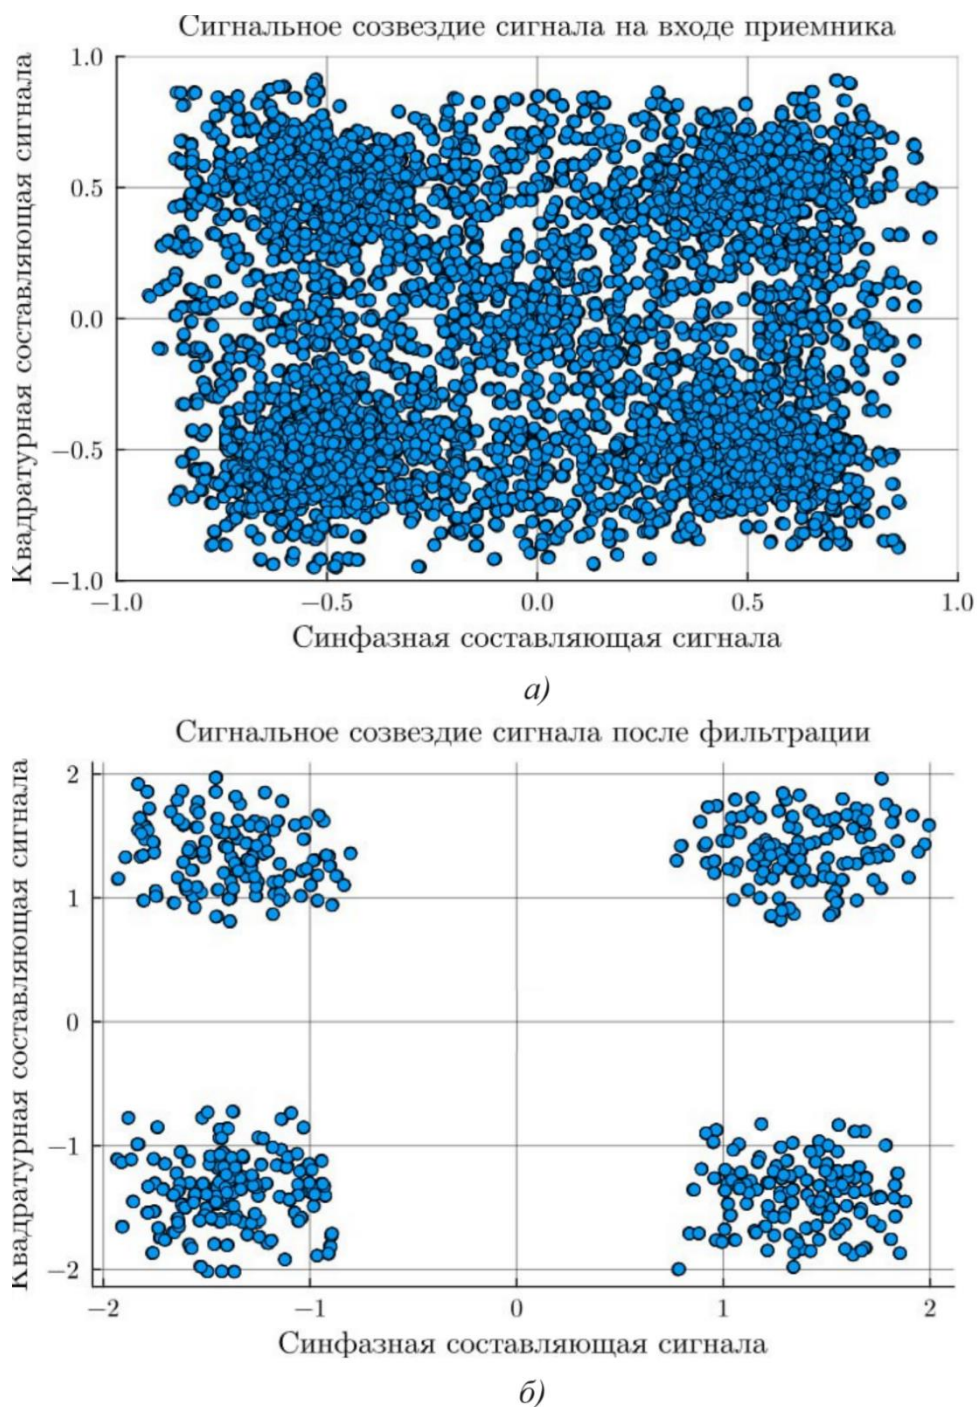 Сигнальное созвездие сигнала на входе приемника
Квадратурная составляющая сигнала
1.0
0.5
0.0
−0.5
−1.0
−1.0 −0.5 0.0 0.5 1.0
Синфазная составляющая сигнала
а)
Сигнальное созвездие сигнала после фильтрации
Квадратурная составляющая сигнала
2
1
0
−1
−2
−2 −1 0 1 2
Синфазная составляющая сигнала
б)